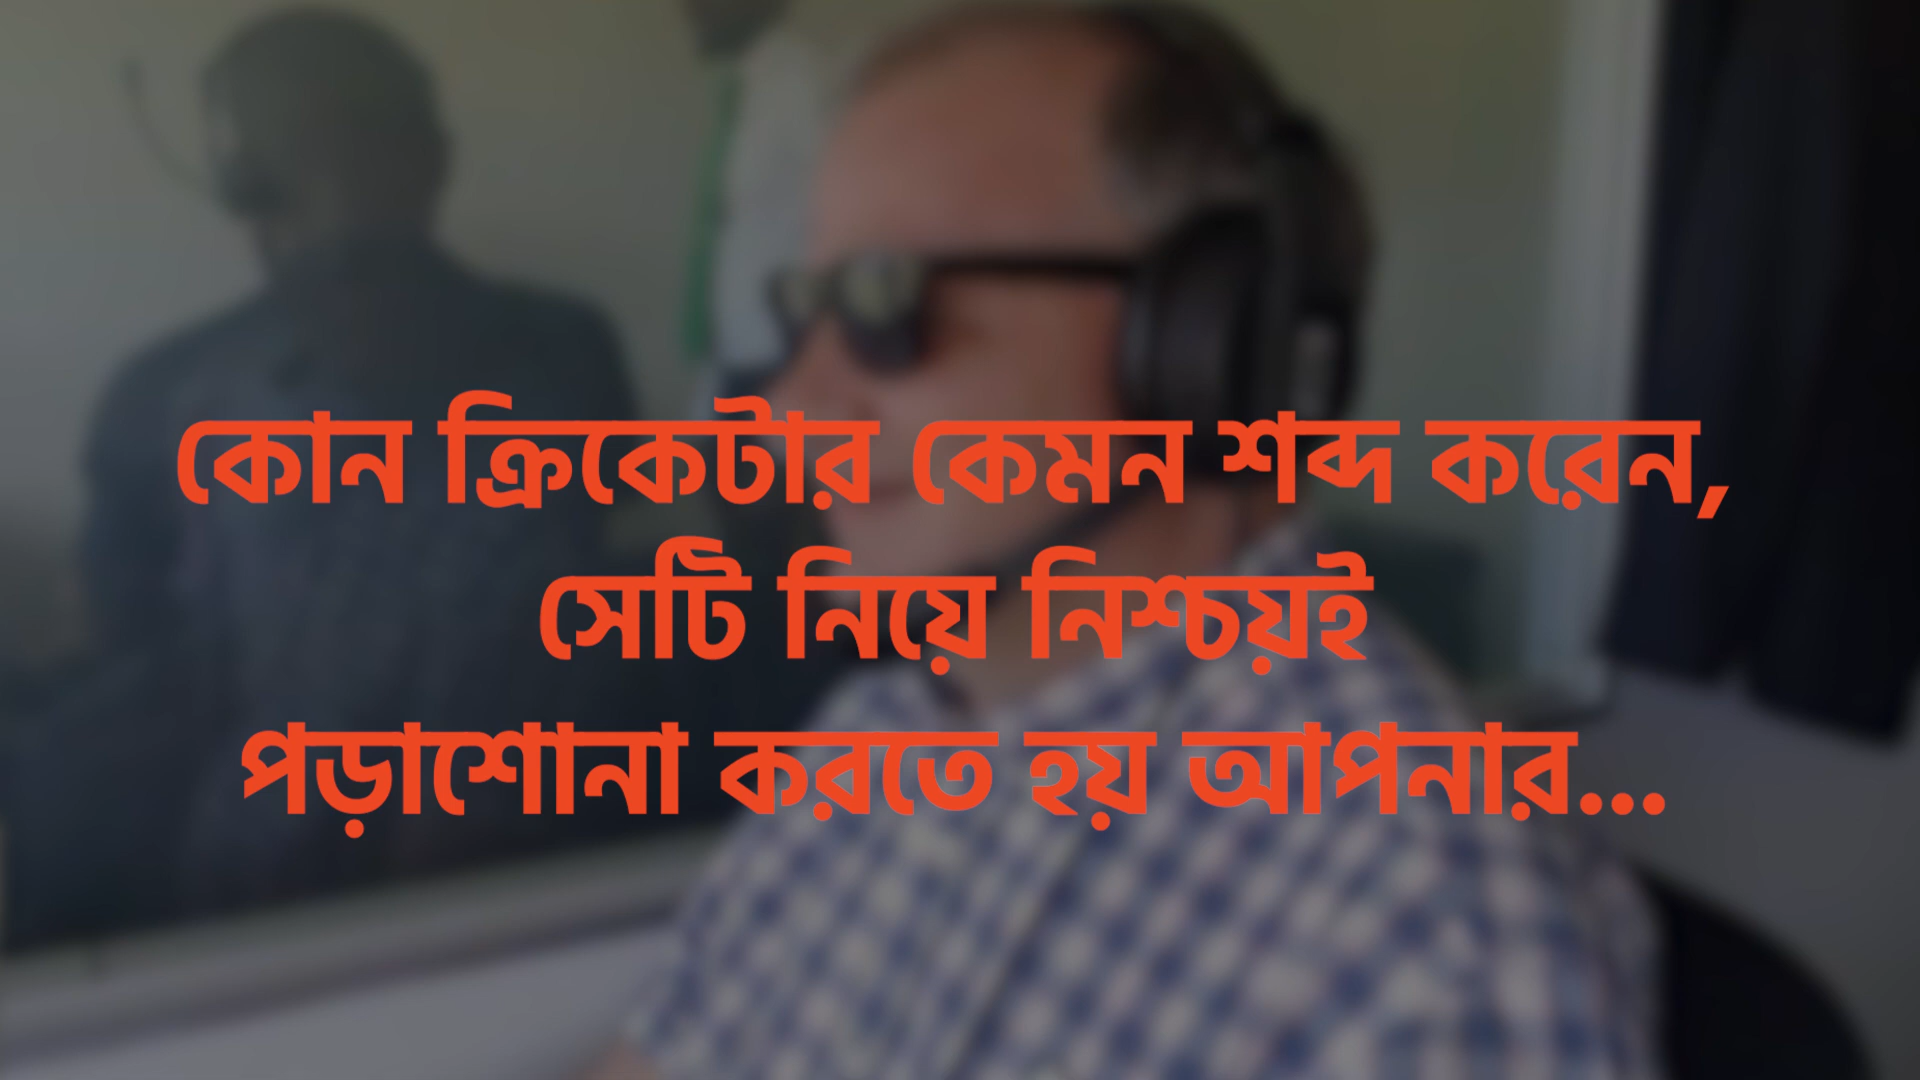 কোন ক্রিকেটার কেমন শব্দ করেন,
সেটি নিয়ে নিশ্চয়ই
পড়াশোনা করতে হয় আপনার...